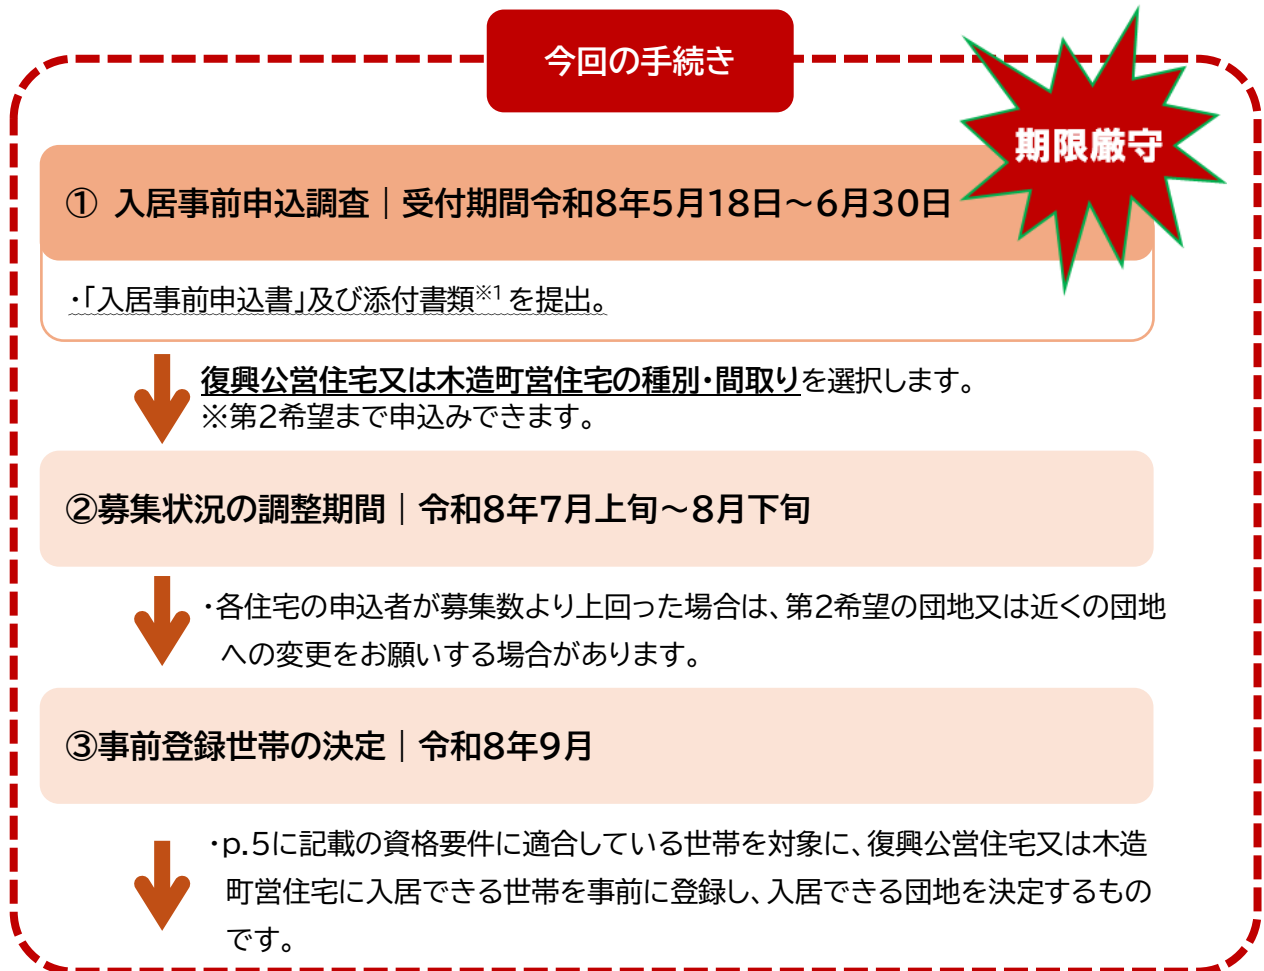 今回の手続き
期限厳守
① 入居事前申込調査｜受付期間令和8年5月18日～6月30日
・「入居事前申込書」及び添付書類※1を提出。
復興公営住宅又は木造町営住宅の種別・間取りを選択します。
※第2希望まで申込みできます。
②募集状況の調整期間｜令和8年7月上旬～8月下旬
・各住宅の申込者が募集数より上回った場合は、第2希望の団地又は近くの団地
への変更をお願いする場合があります。
③事前登録世帯の決定｜令和8年9月
・p.5に記載の資格要件に適合している世帯を対象に、復興公営住宅又は木造
町営住宅に入居できる世帯を事前に登録し、入居できる団地を決定するもの
です。